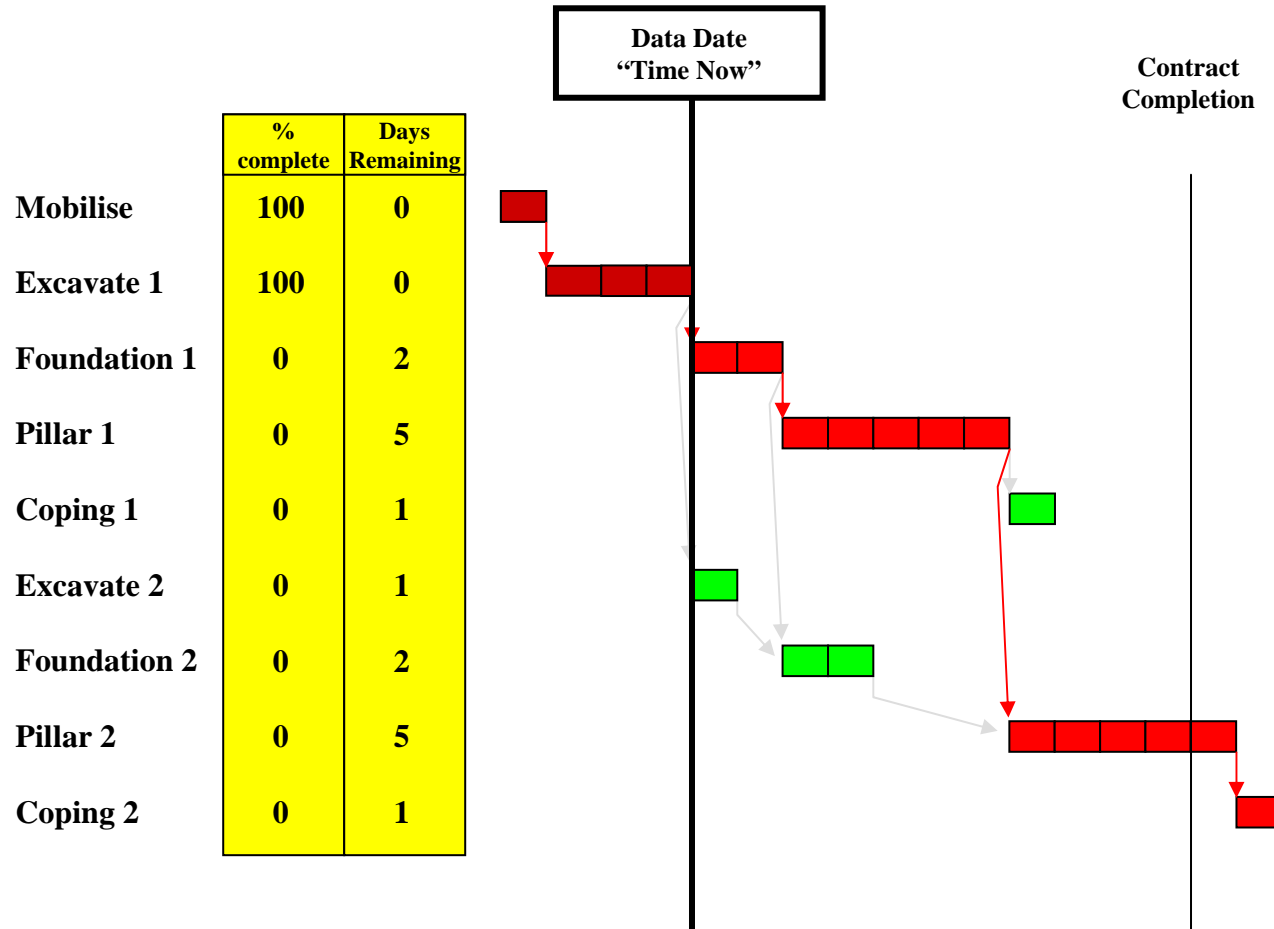 Data Date
“Time Now”
Contract
Completion
% Days
complete Remaining
Mobilise 100 0
Excavate 1 100 0
Foundation 1 0 2
Pillar 1 0 5
Coping 1 0 1
Excavate 2 0 1
Foundation 2 0 2
Pillar 2 0 5
Coping 2 0 1